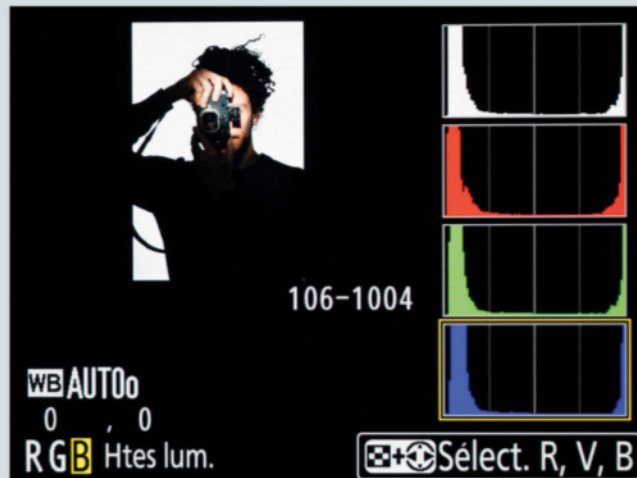 106-1004
WB AUTO0
0 , 0
RGB Htes lum.
Sélect. R, V, B